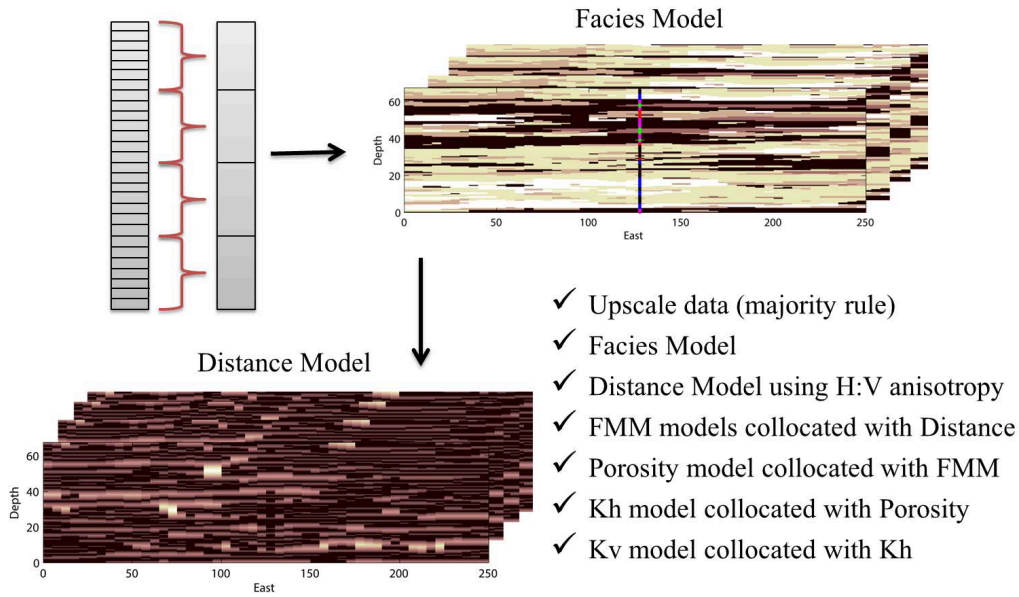 Facies Model
60
40
20
0
Depth
0 50 100 150 200 250
East
Distance Model
60
40
20
0
Depth
0 50 100 150 200 250
East
✓ Upscale data (majority rule)
✓ Facies Model
✓ Distance Model using H:V anisotropy
✓ FMM models collocated with Distance
✓ Porosity model collocated with FMM
✓ Kh model collocated with Porosity
✓ Kv model collocated with Kh